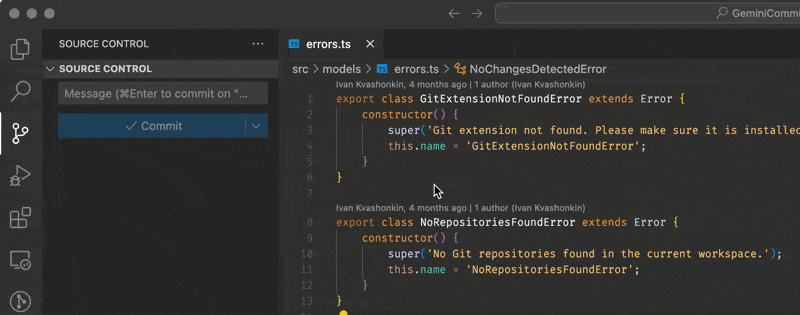 GeminiCommi
SOURCE CONTROL ···
TS errors.ts ×
SOURCE CONTROL
src > models > TS errors.ts > NoChangesDetectedError
Message (⌘Enter to commit on "...
Commit
Ivan Kvashonkin, 4 months ago | 1 author (Ivan Kvashonkin)
1 export class GitExtensionNotFoundError extends Error {
2 constructor() {
3 super('Git extension not found. Please make sure it is installed
4 this.name = 'GitExtensionNotFoundError';
5 }
6 }
7
Ivan Kvashonkin, 4 months ago | 1 author (Ivan Kvashonkin)
8 export class NoRepositoriesFoundError extends Error {
9 constructor() {
10 super('No Git repositories found in the current workspace.');
11 this.name = 'NoRepositoriesFoundError';
12 }
13 }